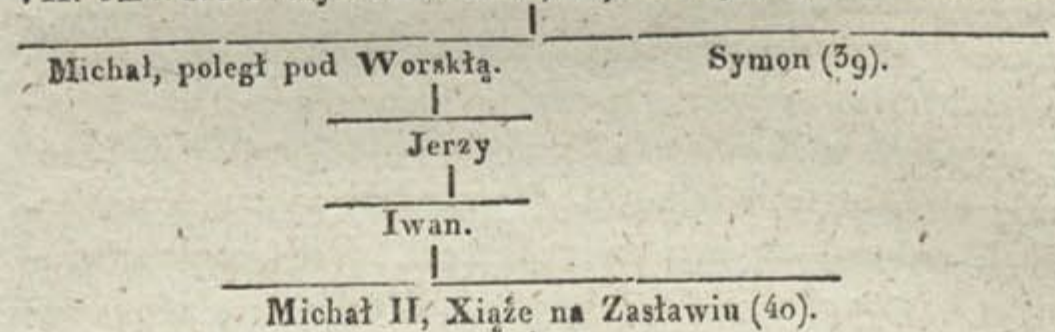 Michał, poległ pod Worskłą. Symon (39).
Jerzy
Iwan.
Michał II, Xiąże na Zasławiu (40).